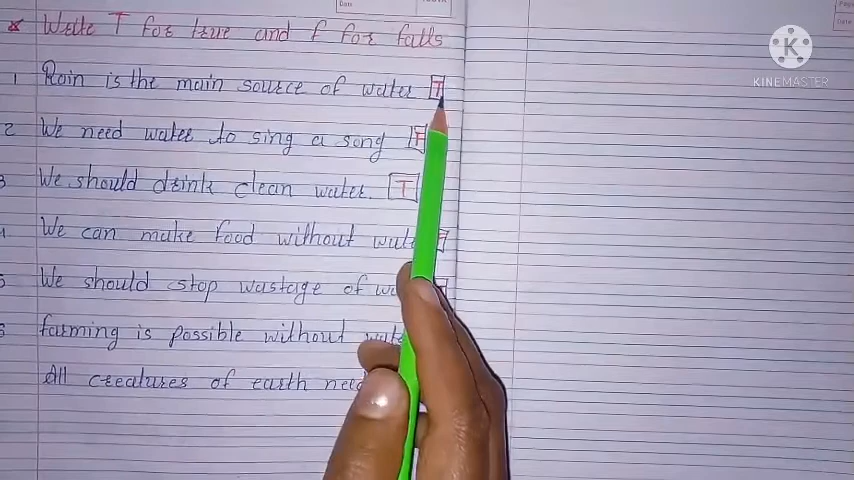 Date
* Write T for true and f for falls
1 Rain is the main source of water T
2 We need water to sing a song
3 We should drink clean water. T
4 We can make food without
5 We should stop wastage of
6 farming is possible without
All creatures of earth
KINEMASTER